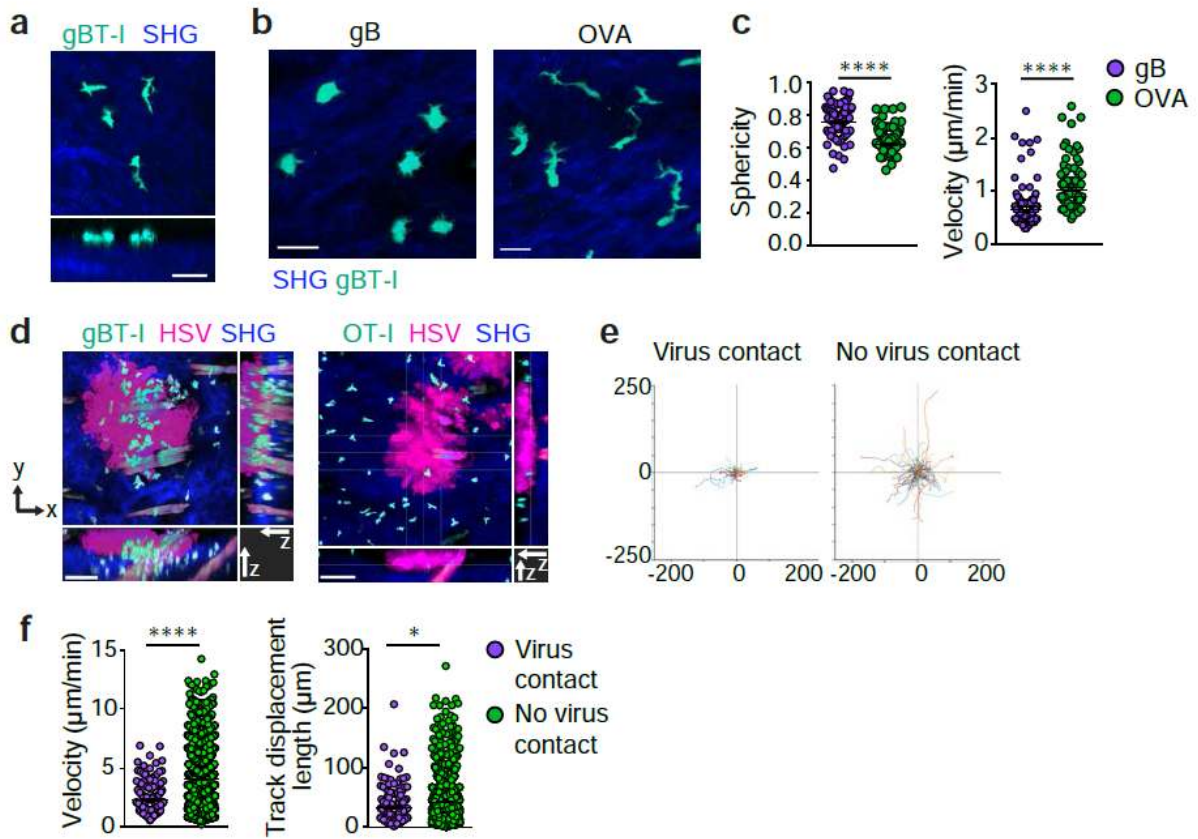 a
gBT-I SHG
b
gB OVA
SHG gBT-I
c
****
Sphericity
1.0
0.8
0.6
0.4
0.2
0.0
****
Velocity (µm/min)
3
2
1
0
gB
OVA
d
gBT-I HSV SHG
y
x
z
z
OT-I HSV SHG
z
z
e
Virus contact No virus contact
250
0
-250
-200 0 200
-200 0 200
f
****
Velocity (µm/min)
15
10
5
0
*
Track displacement
length (µm)
300
200
100
0
Virus
contact
No virus
contact